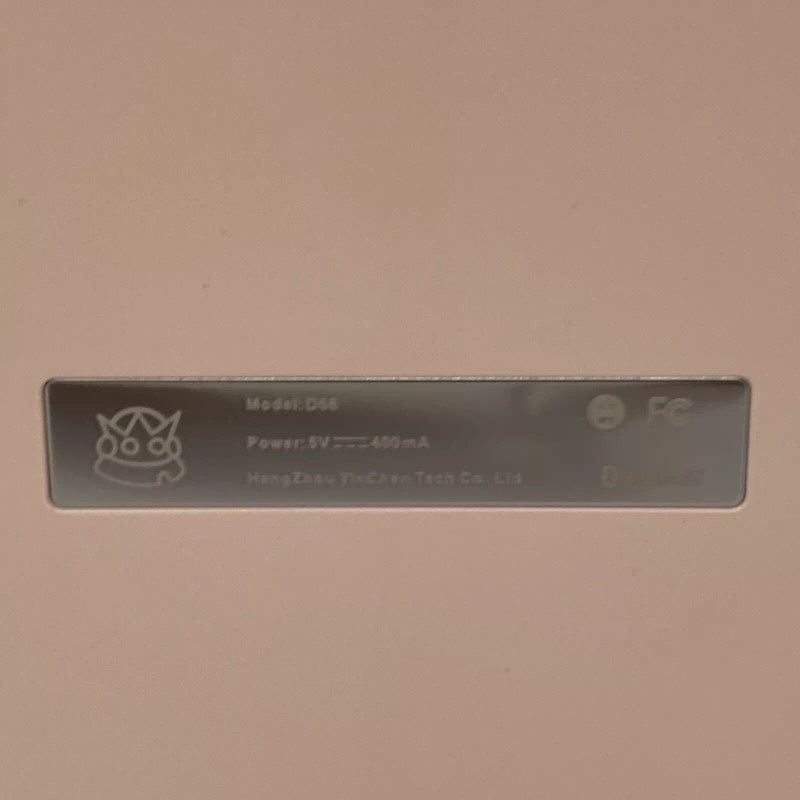 Model:D66
Power:5V 400mA
HangZhou YinChen Tech Co. Ltd
FC